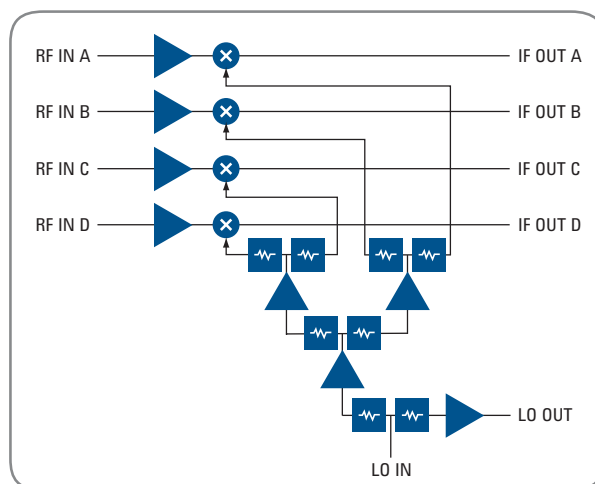 RF IN A
IF OUT A
RF IN B
IF OUT B
RF IN C
IF OUT C
RF IN D
IF OUT D
LO OUT
LO IN